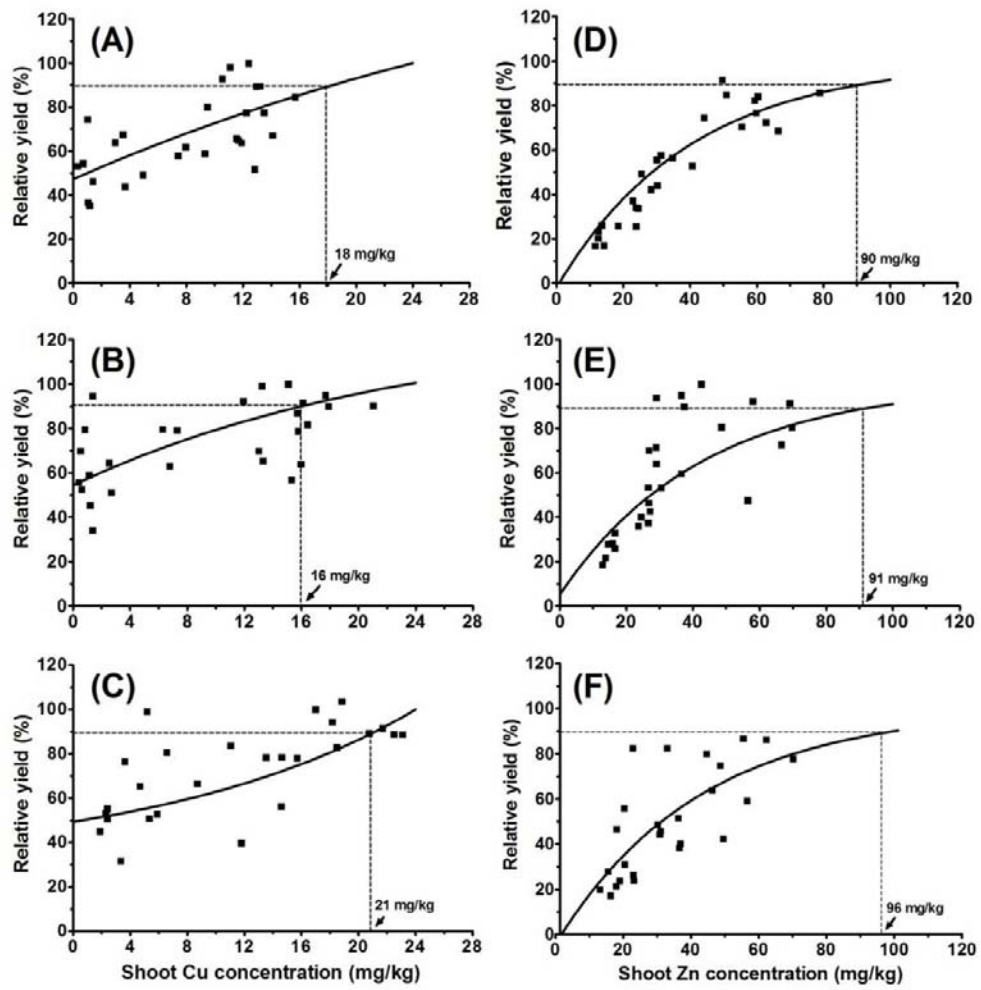 (A)
Relative yield (%)
120
100
80
60
40
20
0
18 mg/kg
0 4 8 12 16 20 24 28
(D)
Relative yield (%)
120
100
80
60
40
20
0
90 mg/kg
0 20 40 60 80 100 120
(B)
Relative yield (%)
120
100
80
60
40
20
0
16 mg/kg
0 4 8 12 16 20 24 28
(E)
Relative yield (%)
120
100
80
60
40
20
0
91 mg/kg
0 20 40 60 80 100 120
(C)
Relative yield (%)
120
100
80
60
40
20
0
21 mg/kg
0 4 8 12 16 20 24 28
Shoot Cu concentration (mg/kg)
(F)
Relative yield (%)
120
100
80
60
40
20
0
96 mg/kg
0 20 40 60 80 100 120
Shoot Zn concentration (mg/kg)